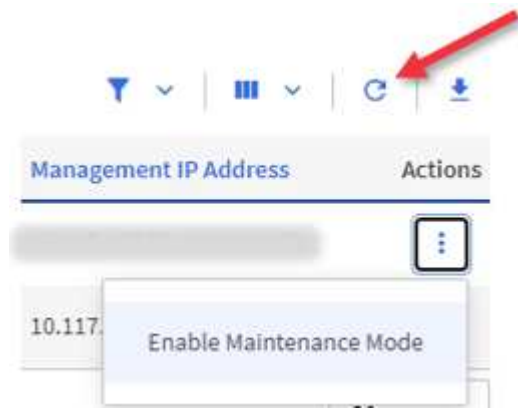 Management IP Address Actions
10.117.
Enable Maintenance Mode